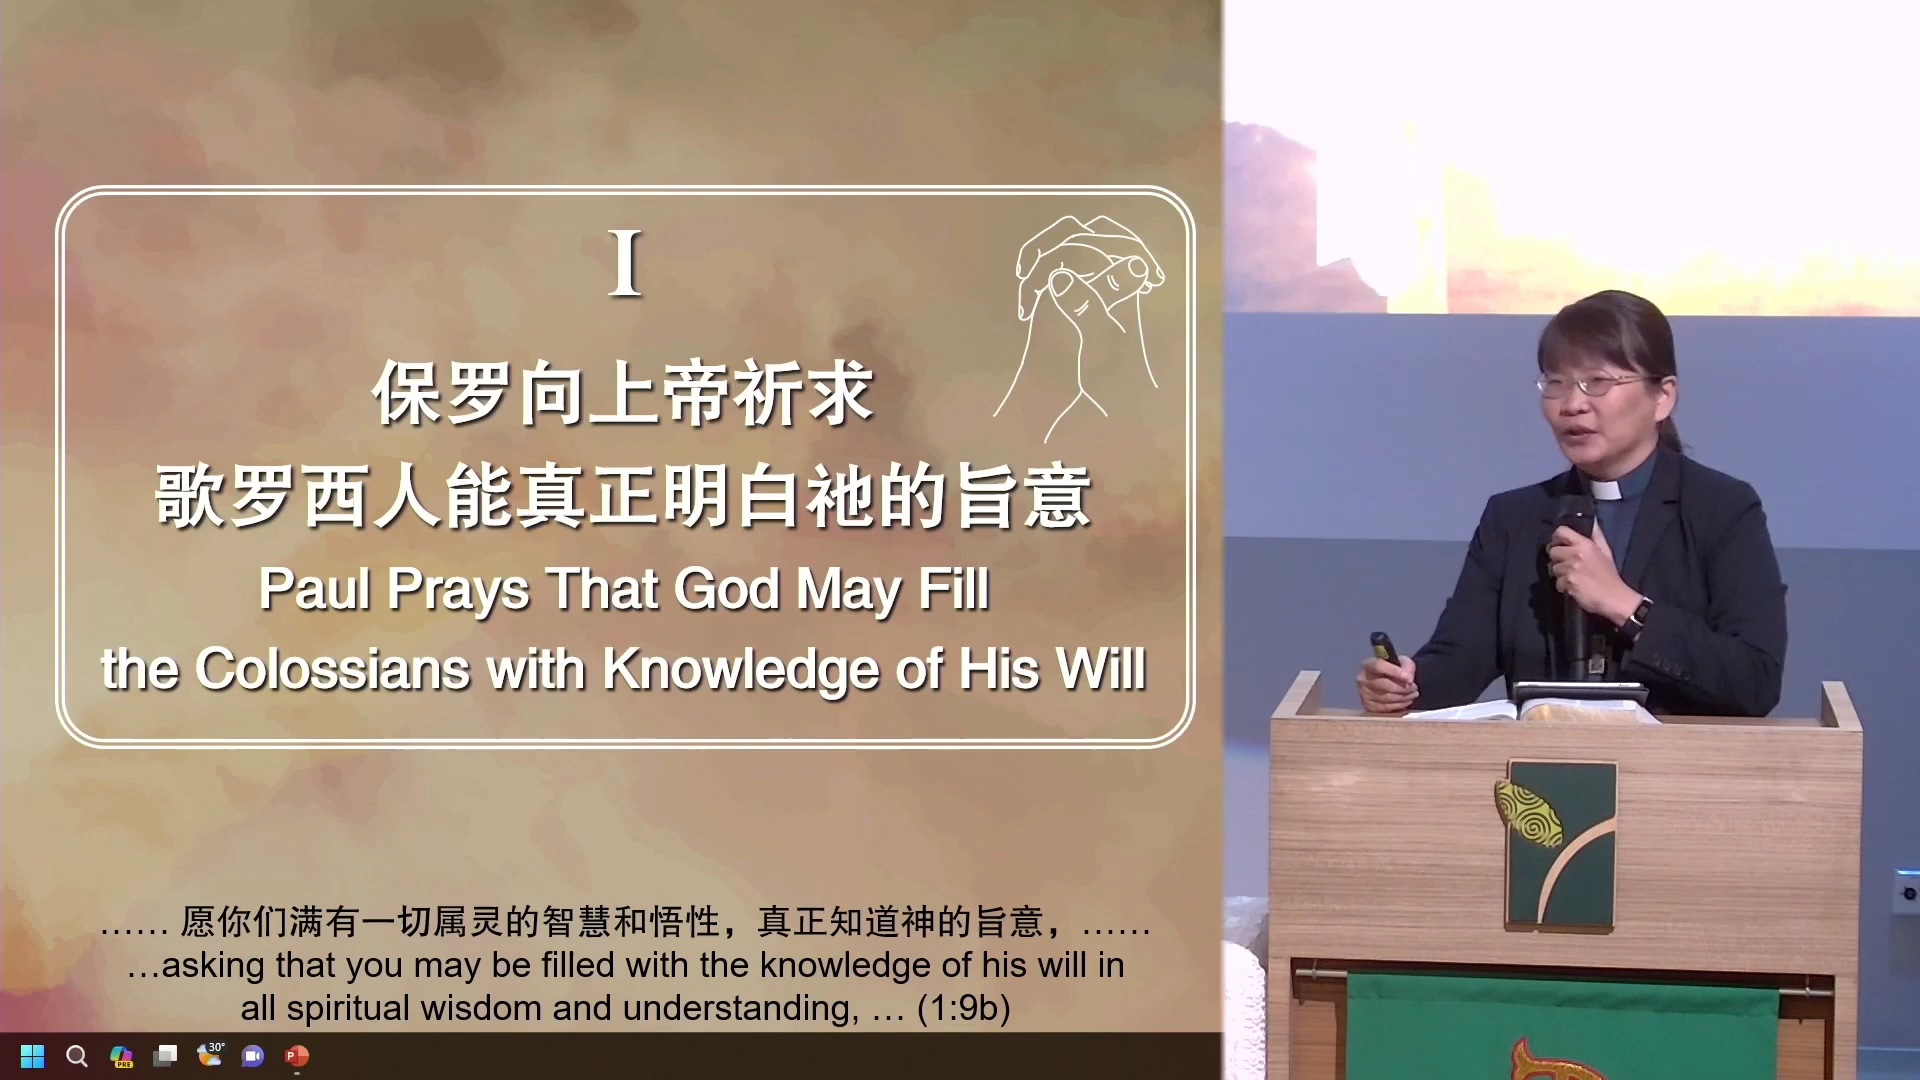 I
保罗向上帝祈求
歌罗西人能真正明白祂的旨意
Paul Prays That God May Fill
the Colossians with Knowledge of His Will
…… 愿你们满有一切属灵的智慧和悟性，真正知道神的旨意，……
…asking that you may be filled with the knowledge of his will in
all spiritual wisdom and understanding, … (1:9b)
PRE
30°
P